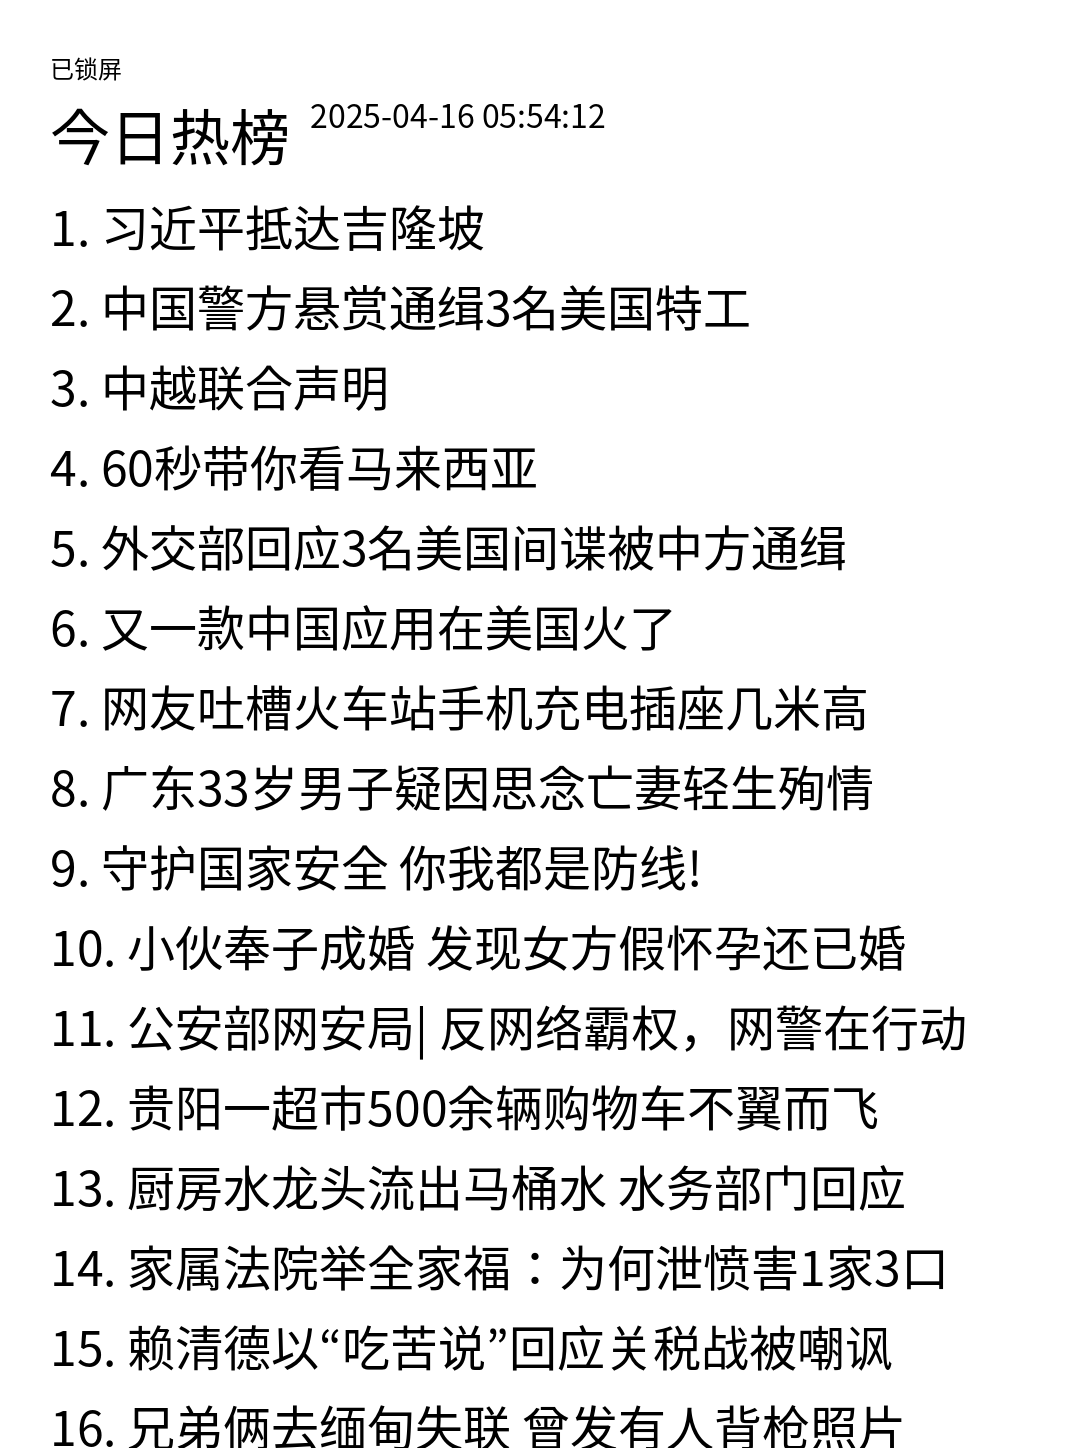 已锁屏
今日热榜 2025-04-16 05:54:12
1. 习近平抵达吉隆坡
2. 中国警方悬赏通缉3名美国特工
3. 中越联合声明
4. 60秒带你看马来西亚
5. 外交部回应3名美国间谍被中方通缉
6. 又一款中国应用在美国火了
7. 网友吐槽火车站手机充电插座几米高
8. 广东33岁男子疑因思念亡妻轻生殉情
9. 守护国家安全 你我都是防线!
10. 小伙奉子成婚 发现女方假怀孕还已婚
11. 公安部网安局| 反网络霸权，网警在行动
12. 贵阳一超市500余辆购物车不翼而飞
13. 厨房水龙头流出马桶水 水务部门回应
14. 家属法院举全家福：为何泄愤害1家3口
15. 赖清德以“吃苦说”回应关税战被嘲讽
16. 兄弟俩去缅甸失联 曾发有人背枪照片